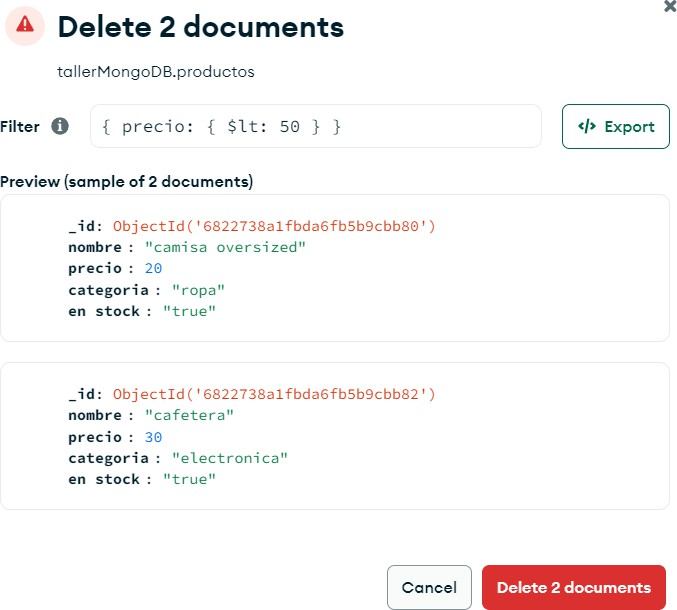 Delete 2 documents
tallerMongoDB.productos
Filter { precio: { $lt: 50 } } </> Export
Preview (sample of 2 documents)
_id: ObjectId('6822738a1fbda6fb5b9cbb80')
nombre : "camisa oversized"
precio : 20
categoria : "ropa"
en stock : "true"
_id: ObjectId('6822738a1fbda6fb5b9cbb82')
nombre : "cafetera"
precio : 30
categoria : "electronica"
en stock : "true"
Cancel Delete 2 documents